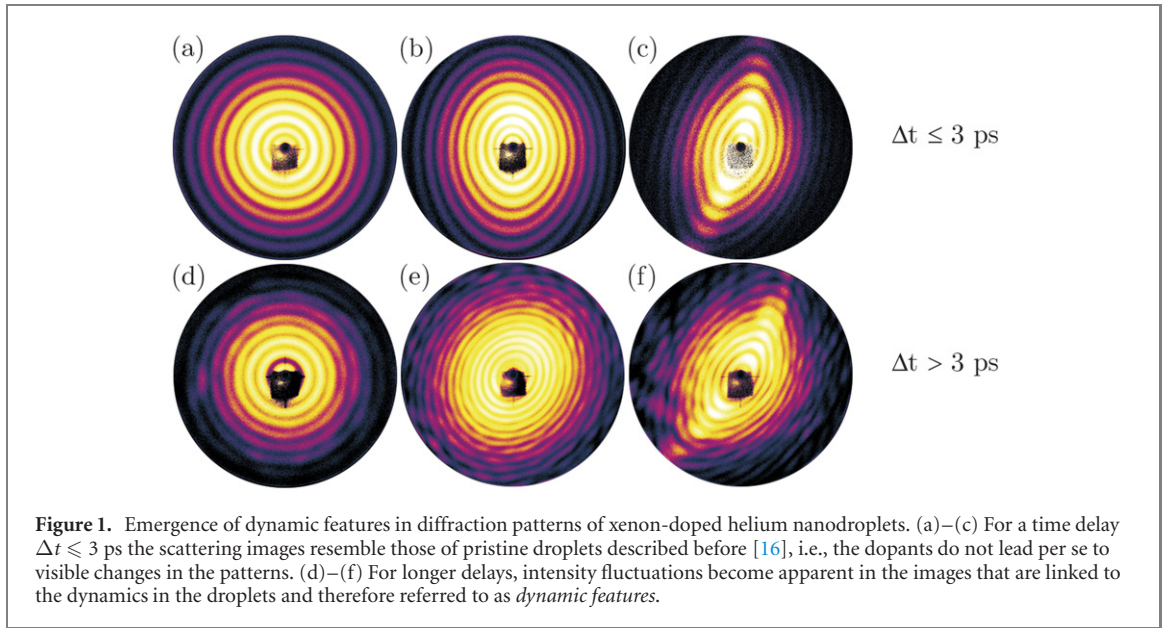 (a) (b) (c)
Δt ≤ 3 ps
(d) (e) (f)
Δt > 3 ps
Figure 1. Emergence of dynamic features in diffraction patterns of xenon-doped helium nanodroplets. (a)–(c) For a time delay
Δt ⩽ 3 ps the scattering images resemble those of pristine droplets described before [16], i.e., the dopants do not lead per se to
visible changes in the patterns. (d)–(f) For longer delays, intensity fluctuations become apparent in the images that are linked to
the dynamics in the droplets and therefore referred to as dynamic features.